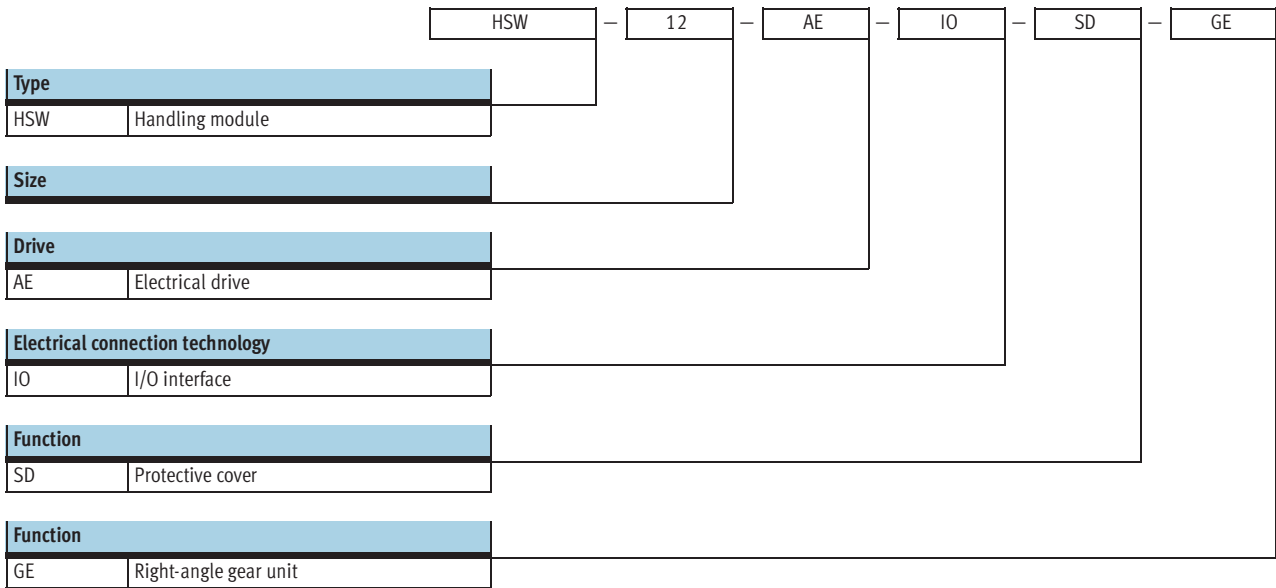 HSW – 12 – AE – IO – SD – GE
Type
HSW Handling module
Size
Drive
AE Electrical drive
Electrical connection technology
IO I/O interface
Function
SD Protective cover
Function
GE Right-angle gear unit